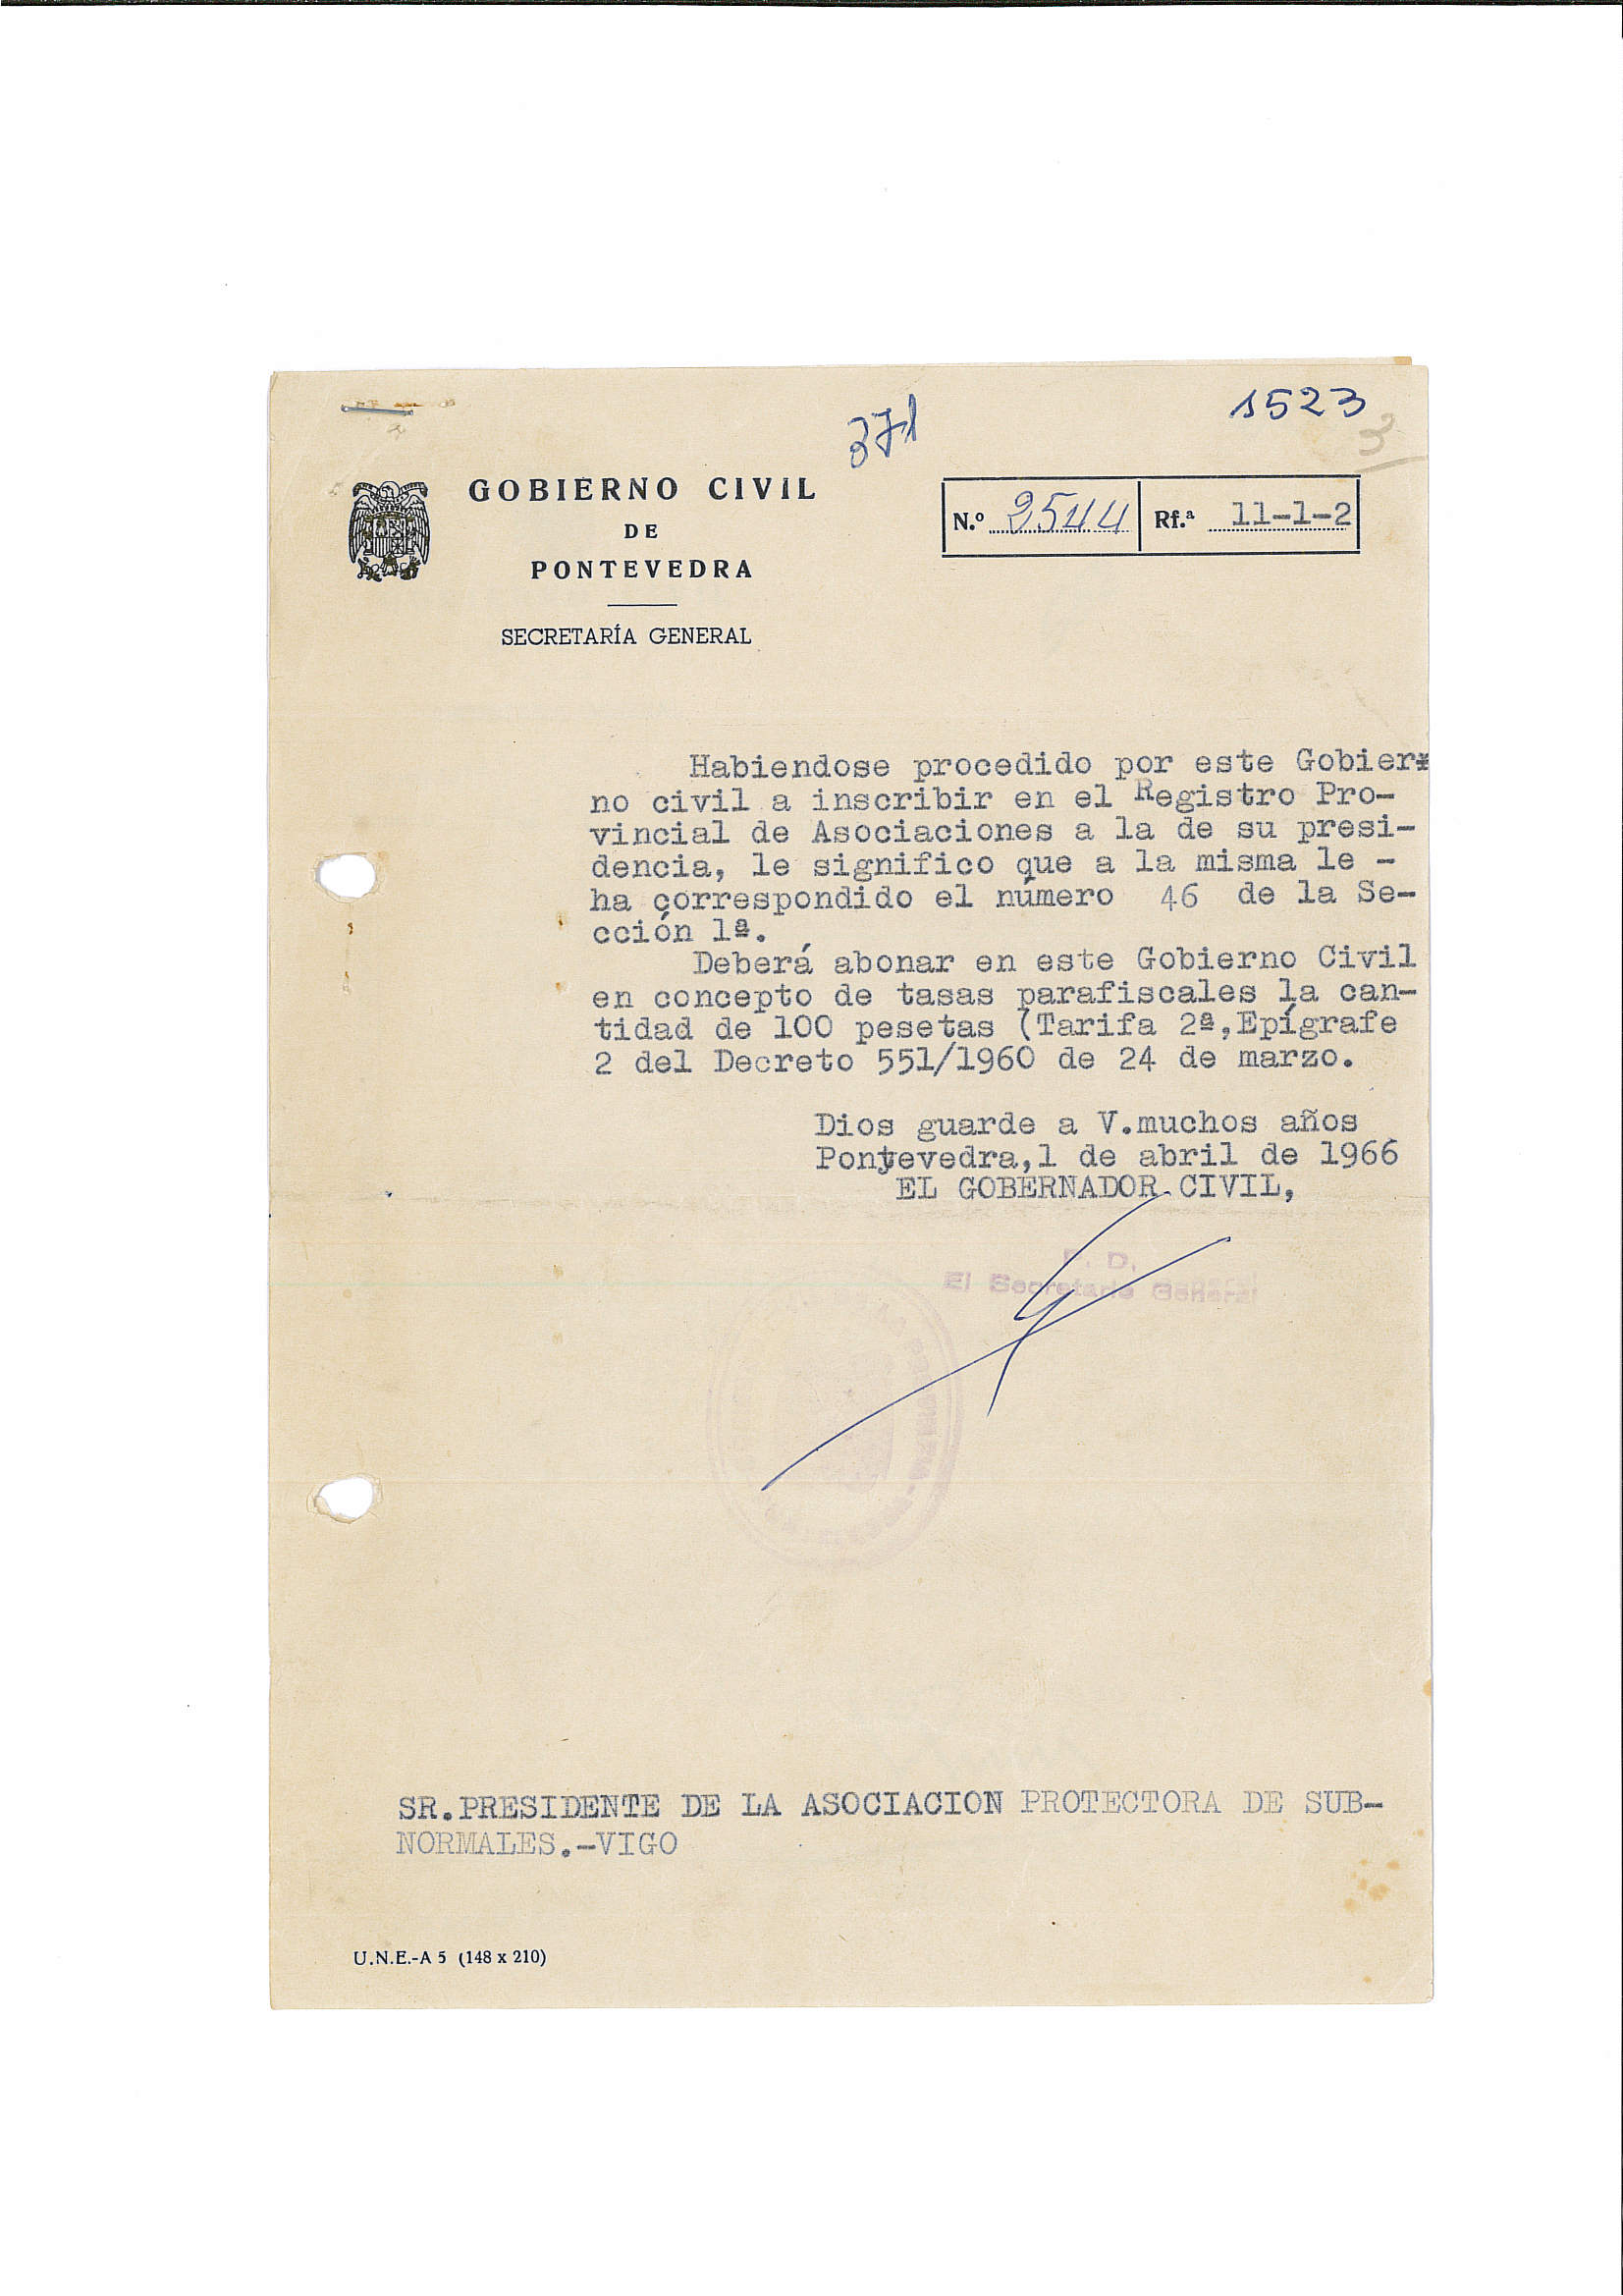 371
1523
3
GOBIERNO CIVIL
DE
PONTEVEDRA
SECRETARÍA GENERAL
N.º 2544 Rf.ª 11-1-2
Habiendose procedido por este Gobier-
no civil a inscribir en el Registro Pro-
vincial de Asociaciones a la de su presi-
dencia, le significo que a la misma le -
ha correspondido el número 46 de la Se-
cción 1ª.
Deberá abonar en este Gobierno Civil
en concepto de tasas parafiscales la can-
tidad de 100 pesetas (Tarifa 2ª,Epígrafe
2 del Decreto 551/1960 de 24 de marzo.
Dios guarde a V.muchos años
Pontevedra,1 de abril de 1966
EL GOBERNADOR CIVIL,
P. D.
El Secretario General
SR.PRESIDENTE DE LA ASOCIACION PROTECTORA DE SUB-
NORMALES.-VIGO
U.N.E.-A 5 (148 x 210)